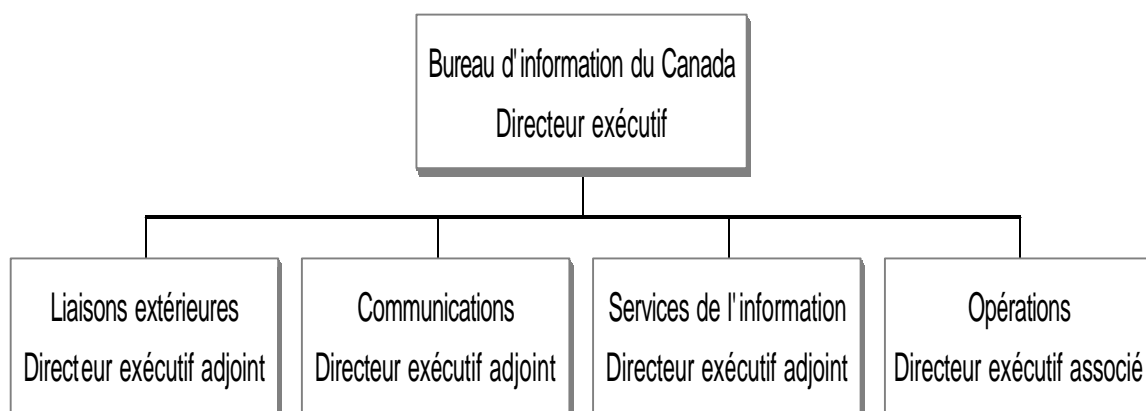 Bureau d'information du Canada
Directeur exécutif
Liaisons extérieures
Directeur exécutif adjoint
Communications
Directeur exécutif adjoint
Services de l'information
Directeur exécutif adjoint
Opérations
Directeur exécutif associé